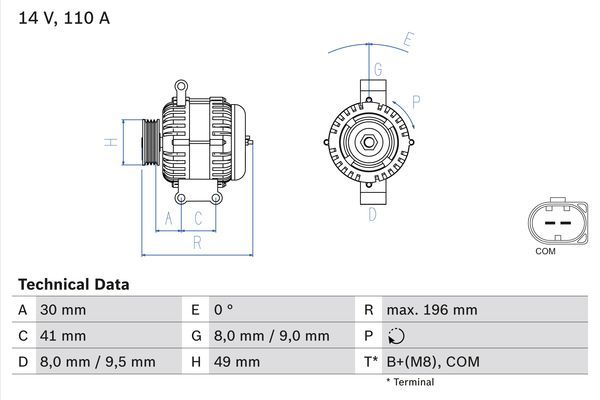 14 V, 110 A
E
G
P
H
A
C
D
R
COM
Technical Data
A 30 mm E 0 ° R max. 196 mm
C 41 mm G 8,0 mm / 9,0 mm P
D 8,0 mm / 9,5 mm H 49 mm T* B+(M8), COM
* Terminal